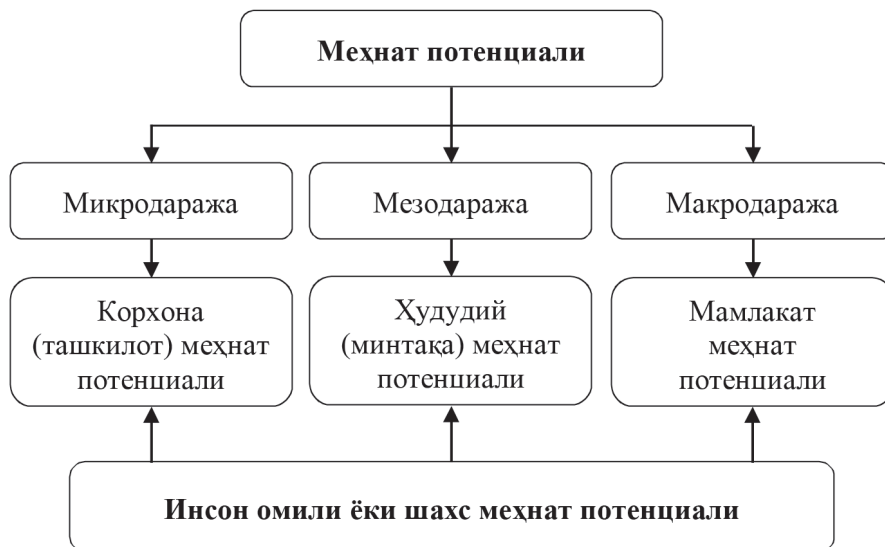 Меҳнат потенциали
Микродаража
Мезодаража
Макродаража
Корхона
(ташкилот) меҳнат
потенциали
Ҳудудий
(минтақа) меҳнат
потенциали
Мамлакат
меҳнат
потенциали
Инсон омили ёки шахс меҳнат потенциали